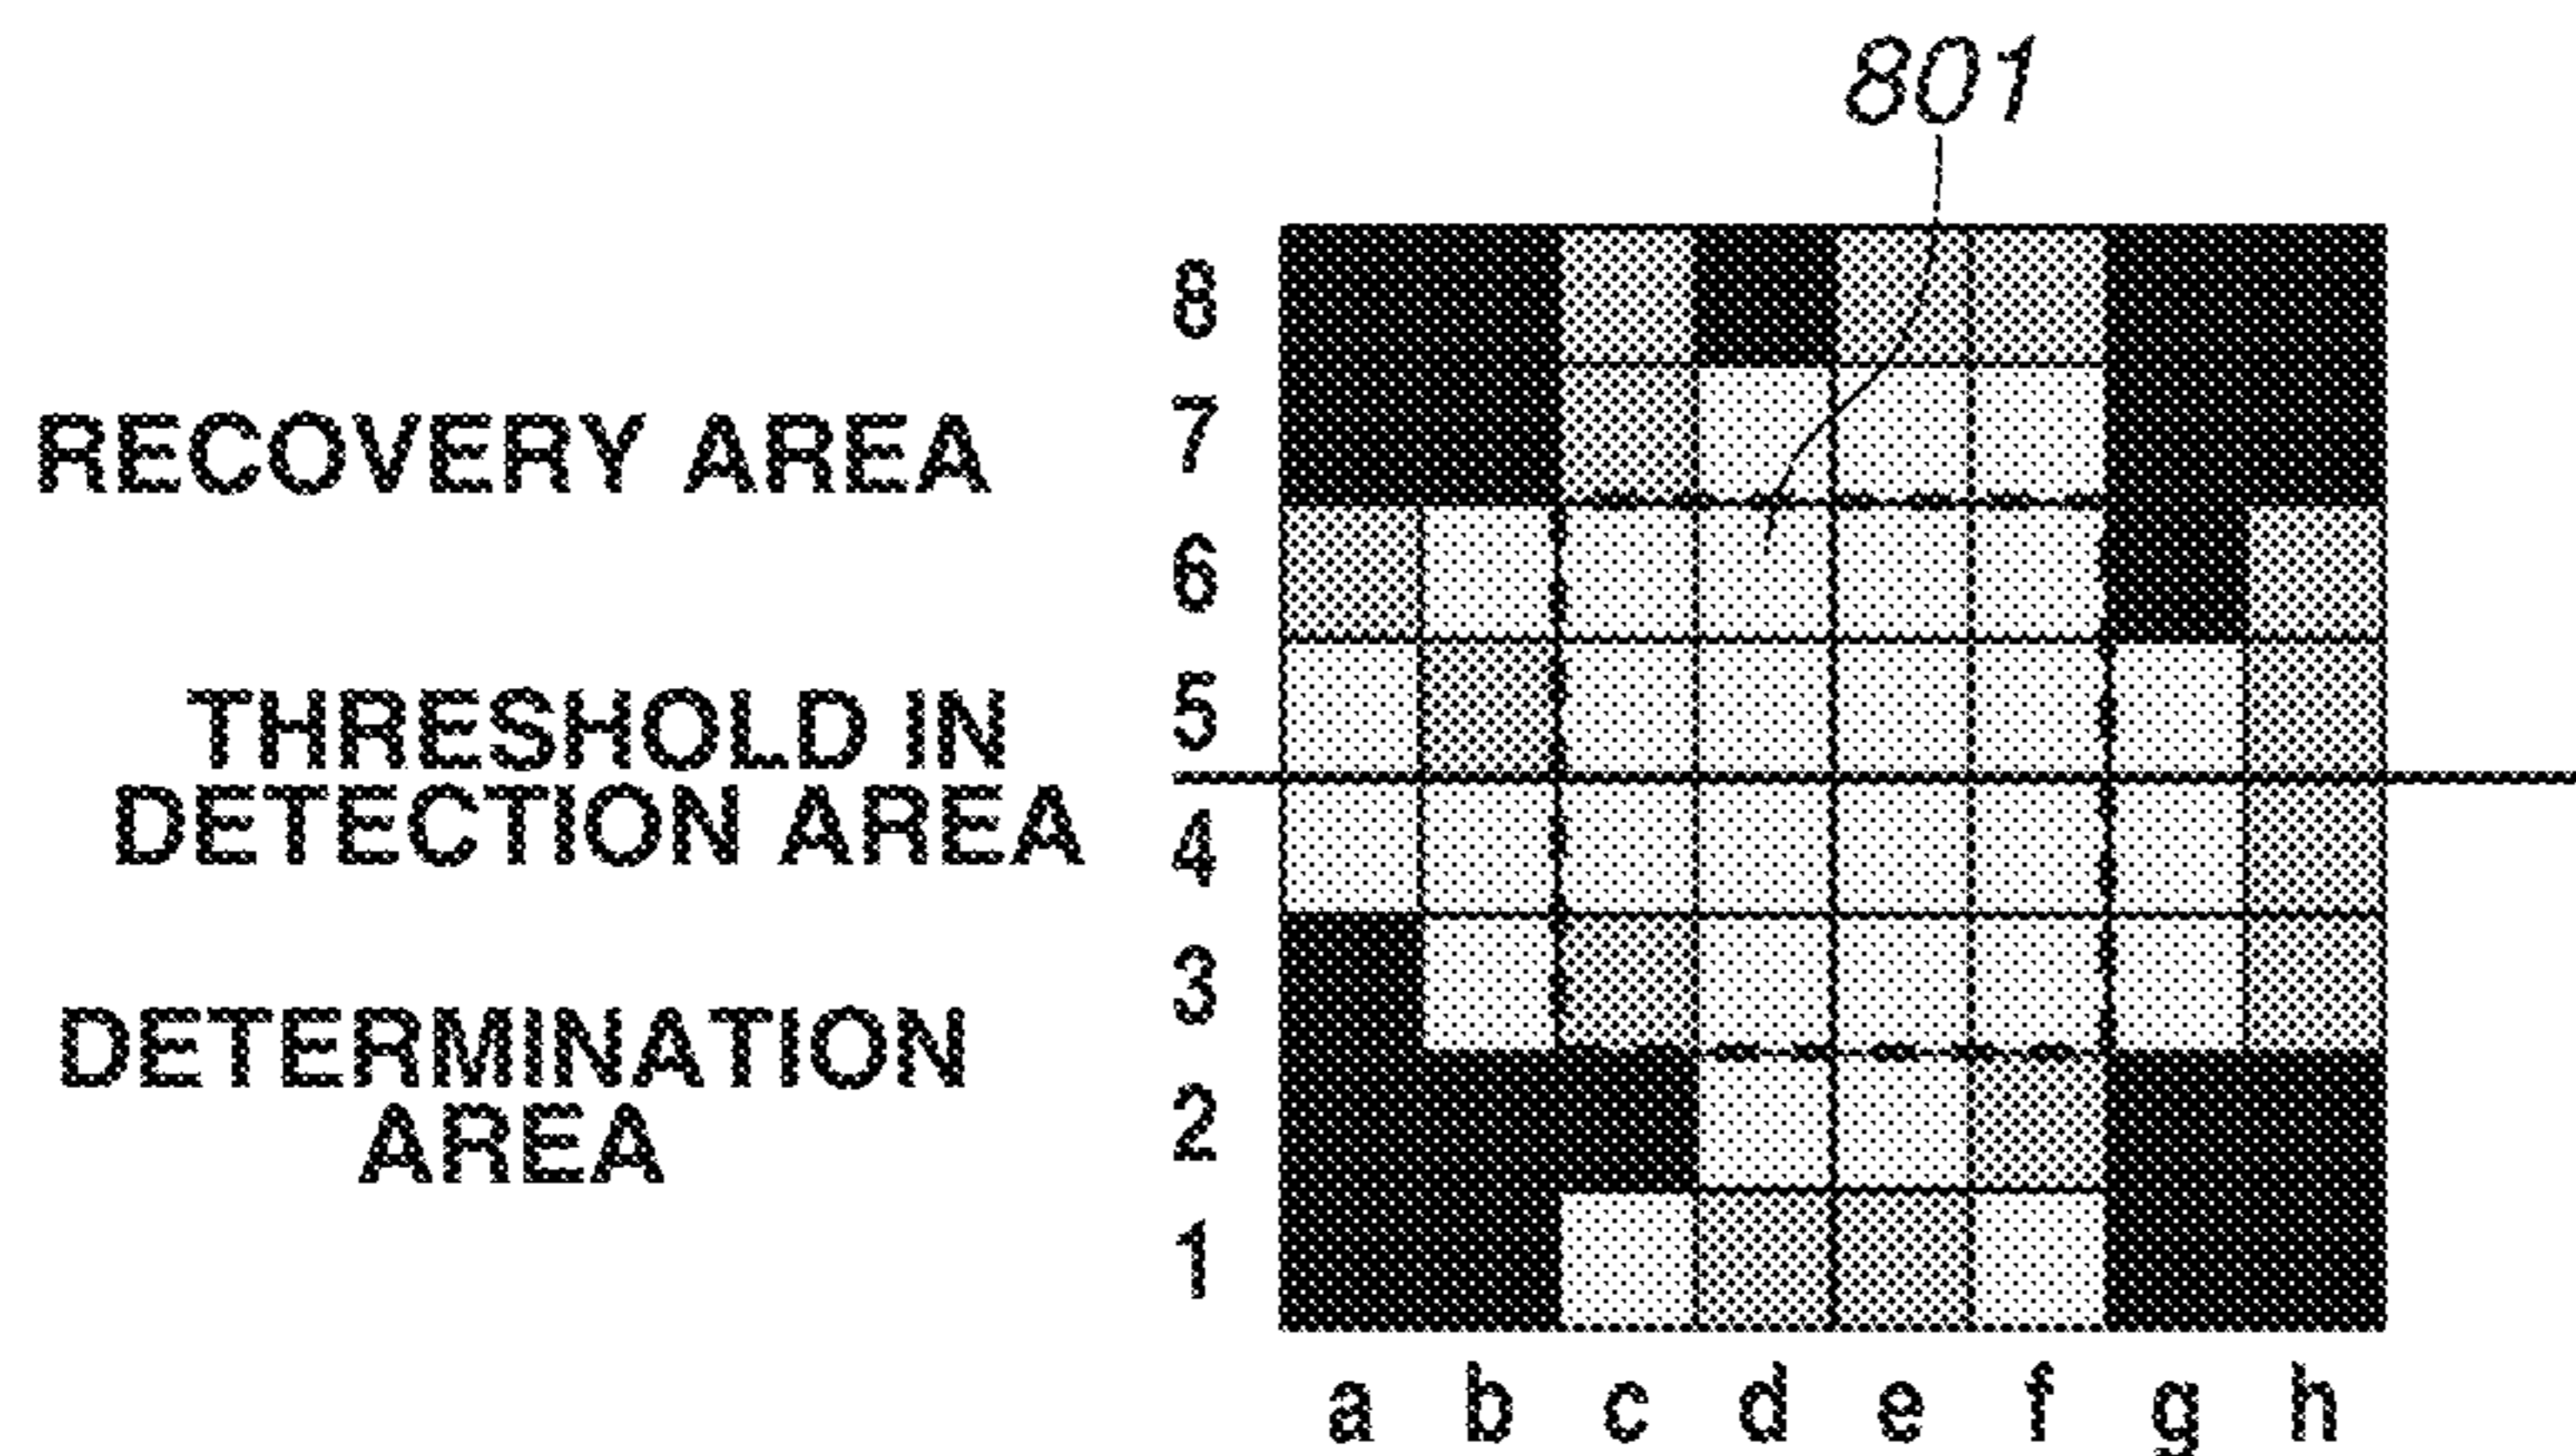 801
8
RECOVERY AREA 7
6
THRESHOLD IN 5
DETECTION AREA 4
3
DETERMINATION
AREA 2
1
a b c d e f g h